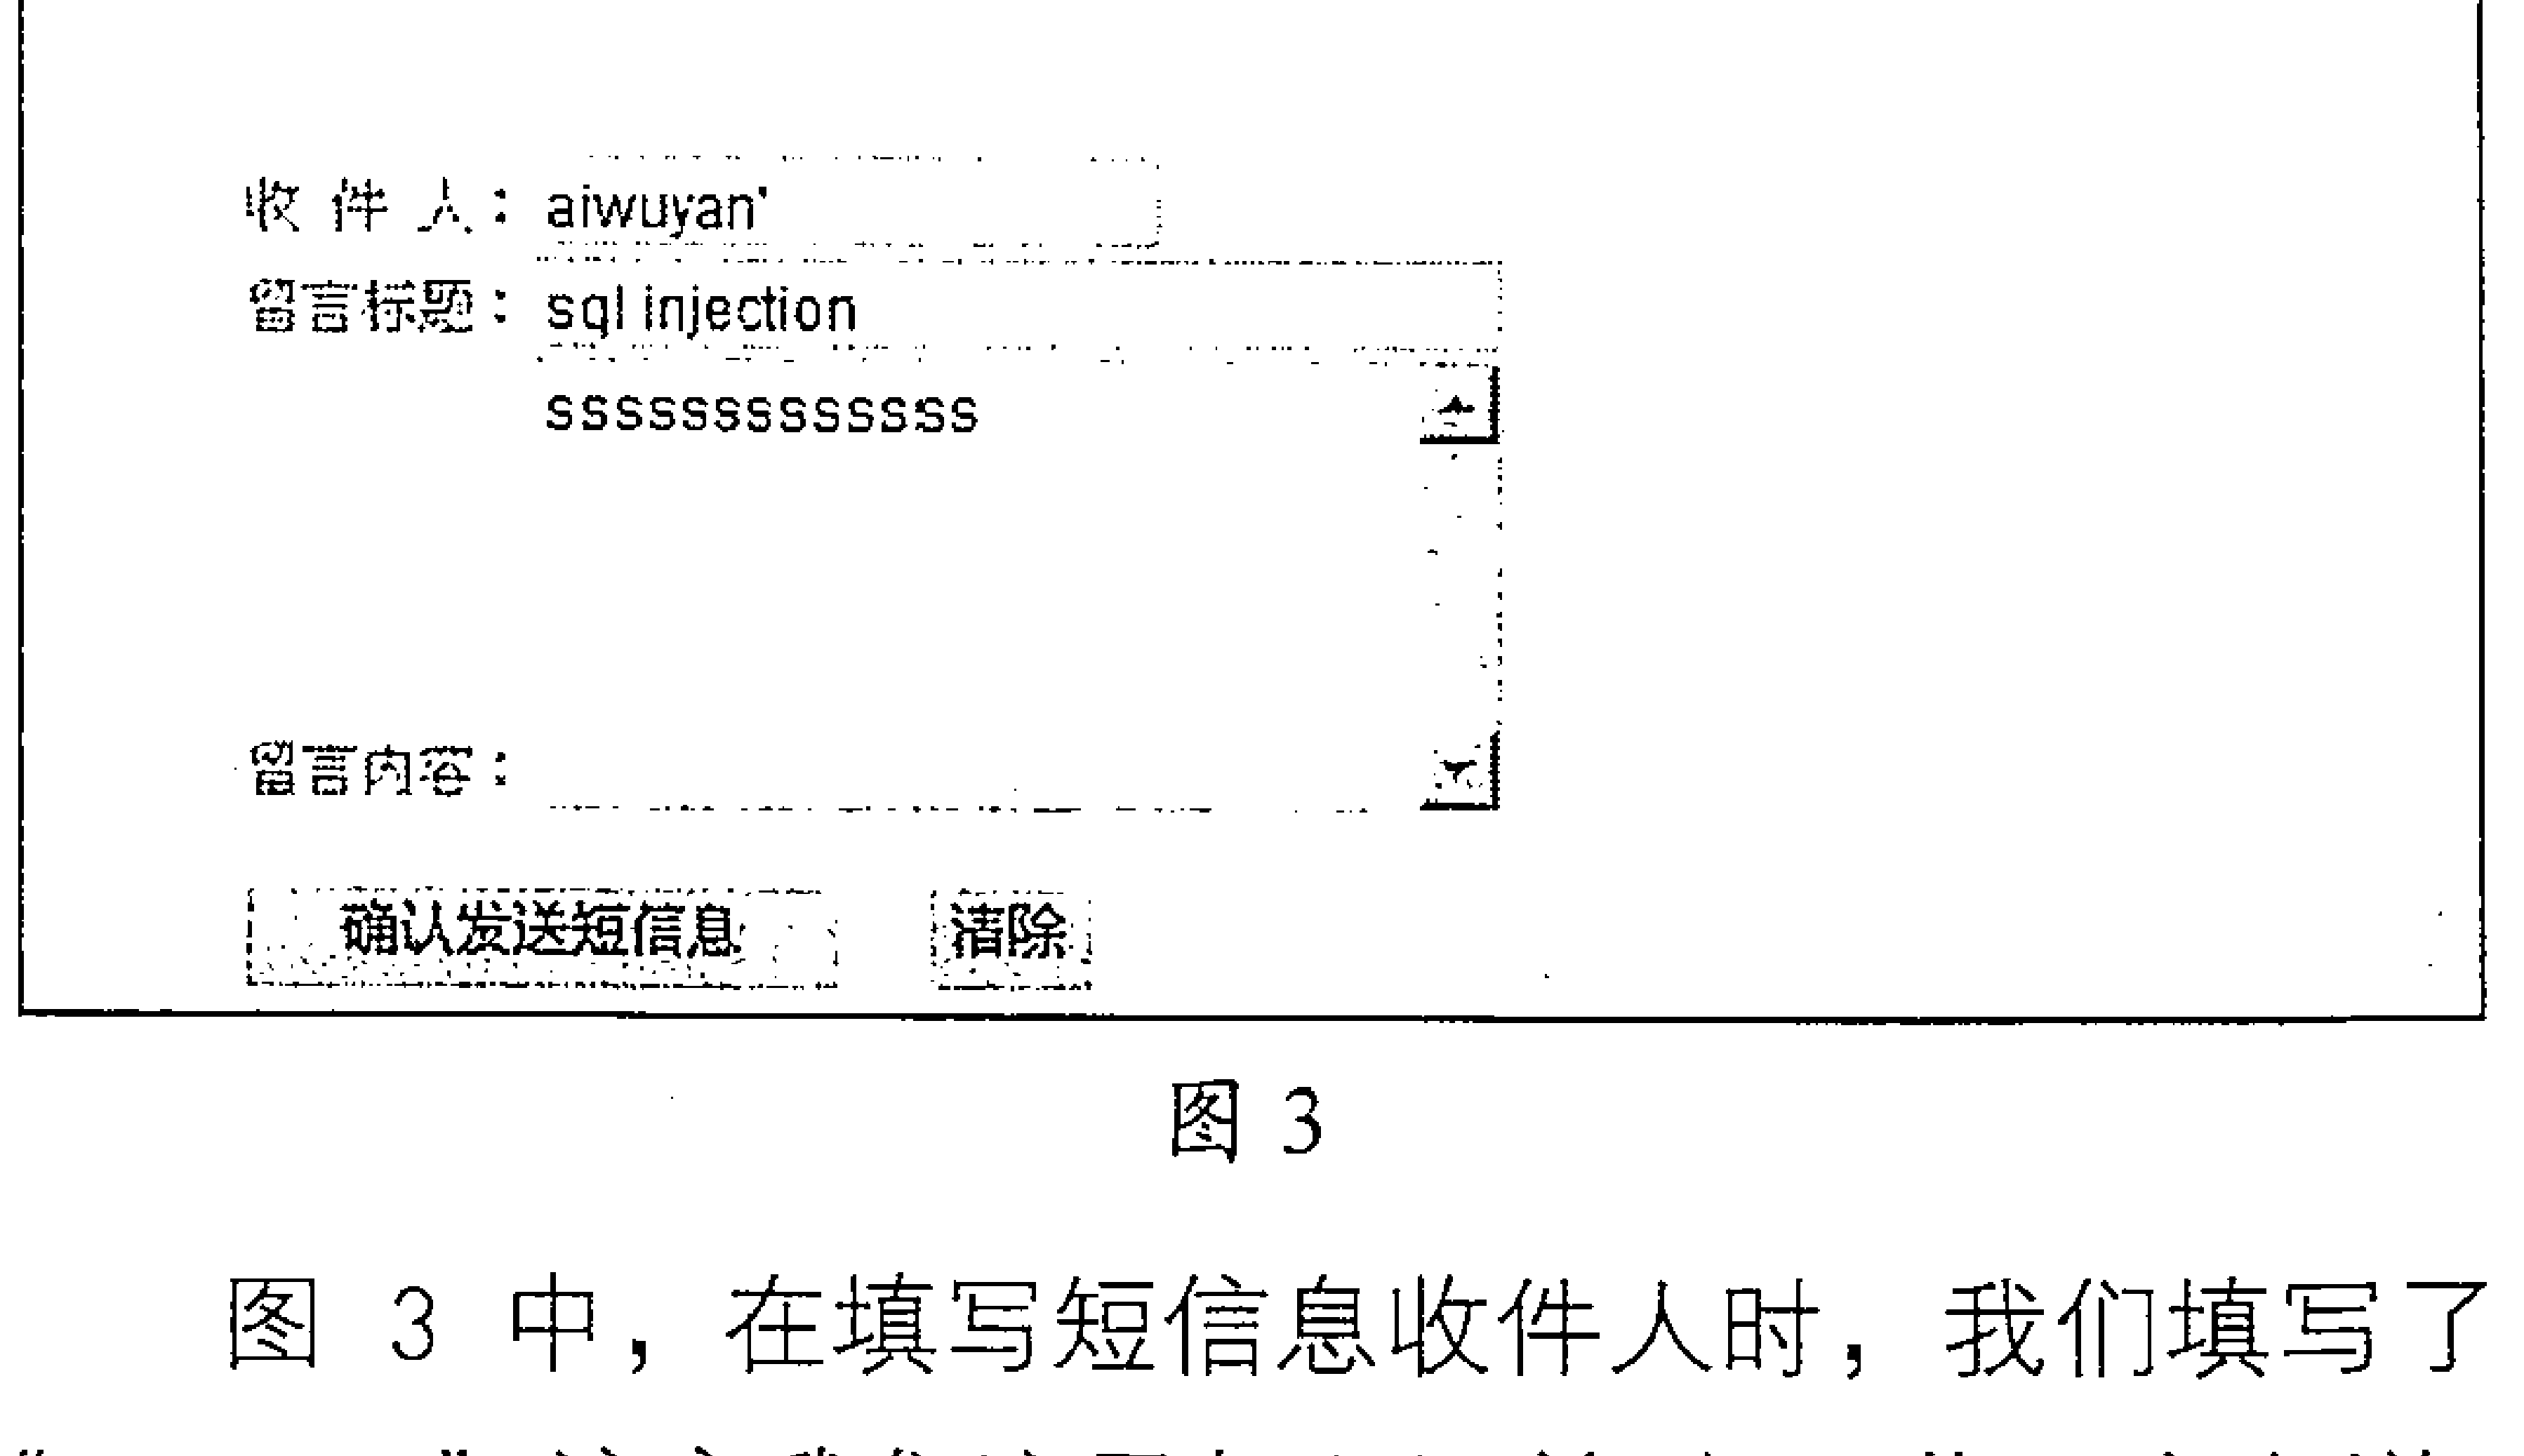 收 件 人：aiwuyan'
留言标题：sql injection
sssssssssssss
留言内容：
确认发送短信息 清除
图 3
图 3 中，在填写短信息收件人时，我们填写了